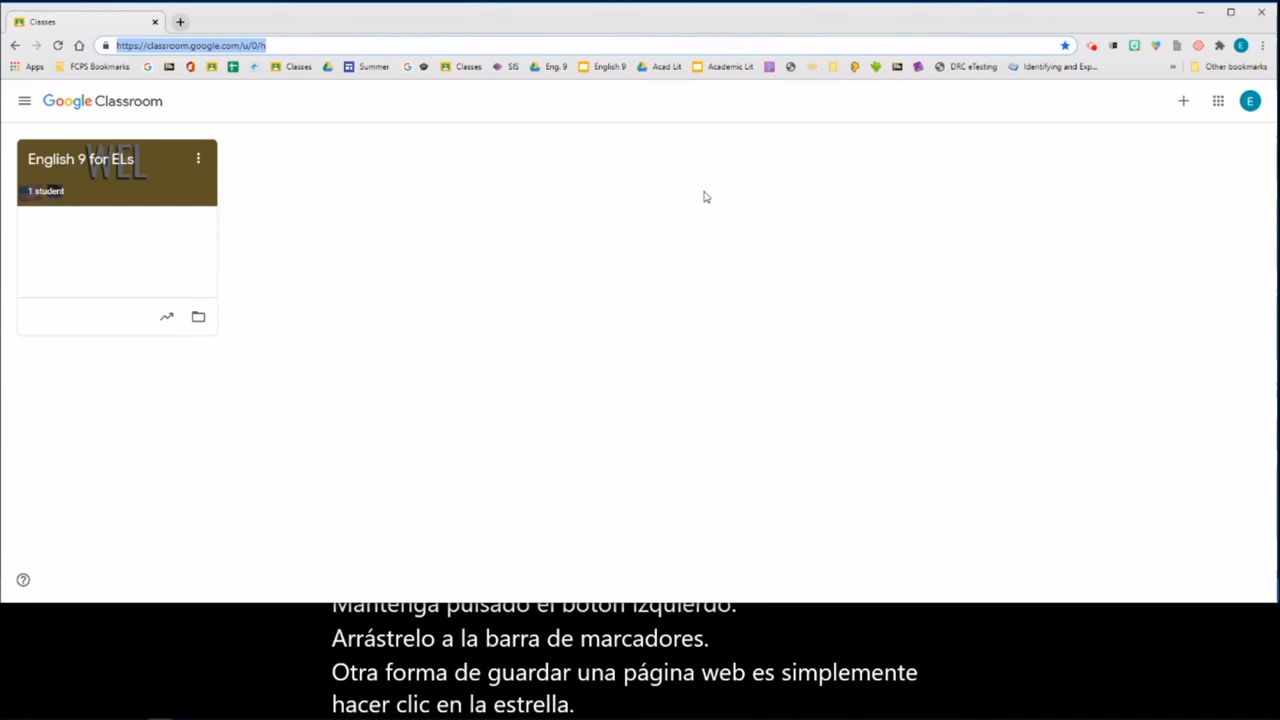 Classes
https://classroom.google.com/u/0/h
Apps FCPS Bookmarks Classes Summer Classes SIS Eng. 9 English 9 Acad Lit Academic Lit DRC eTesting Identifying and Exp... » Other bookmarks
Google Classroom
E
English 9 for ELs
WEL
1 student
Mantenga pulsado el botón izquierdo.
Arrástrelo a la barra de marcadores.
Otra forma de guardar una página web es simplemente
hacer clic en la estrella.